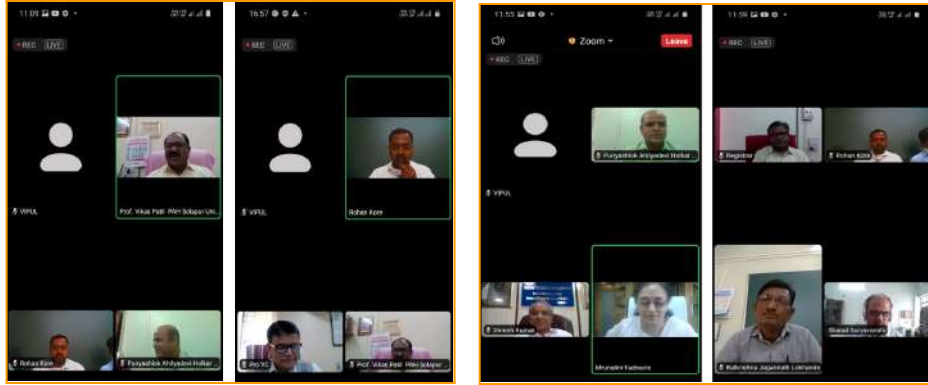 11:09
REC LIVE
VIPUL
Prof. Vikas Patil PAH Solapur Uni...
Rohan Kore
Punyashlok Ahilyadevi Holkar ...
16:57
REC LIVE
VIPUL
Rohan Kore
Pro VC
Prof. Vikas Patil PAH Solapur ...
11:53
Zoom
Leave
REC LIVE
VIPUL
Punyashlok Ahilyadevi Holkar ...
Dinesh Kumar
Mrunalini Fadnavis
11:59
REC LIVE
Registrar
Rohan Kore
Balkrishna Jagannath Lokhande
Sharad Suryavanshi